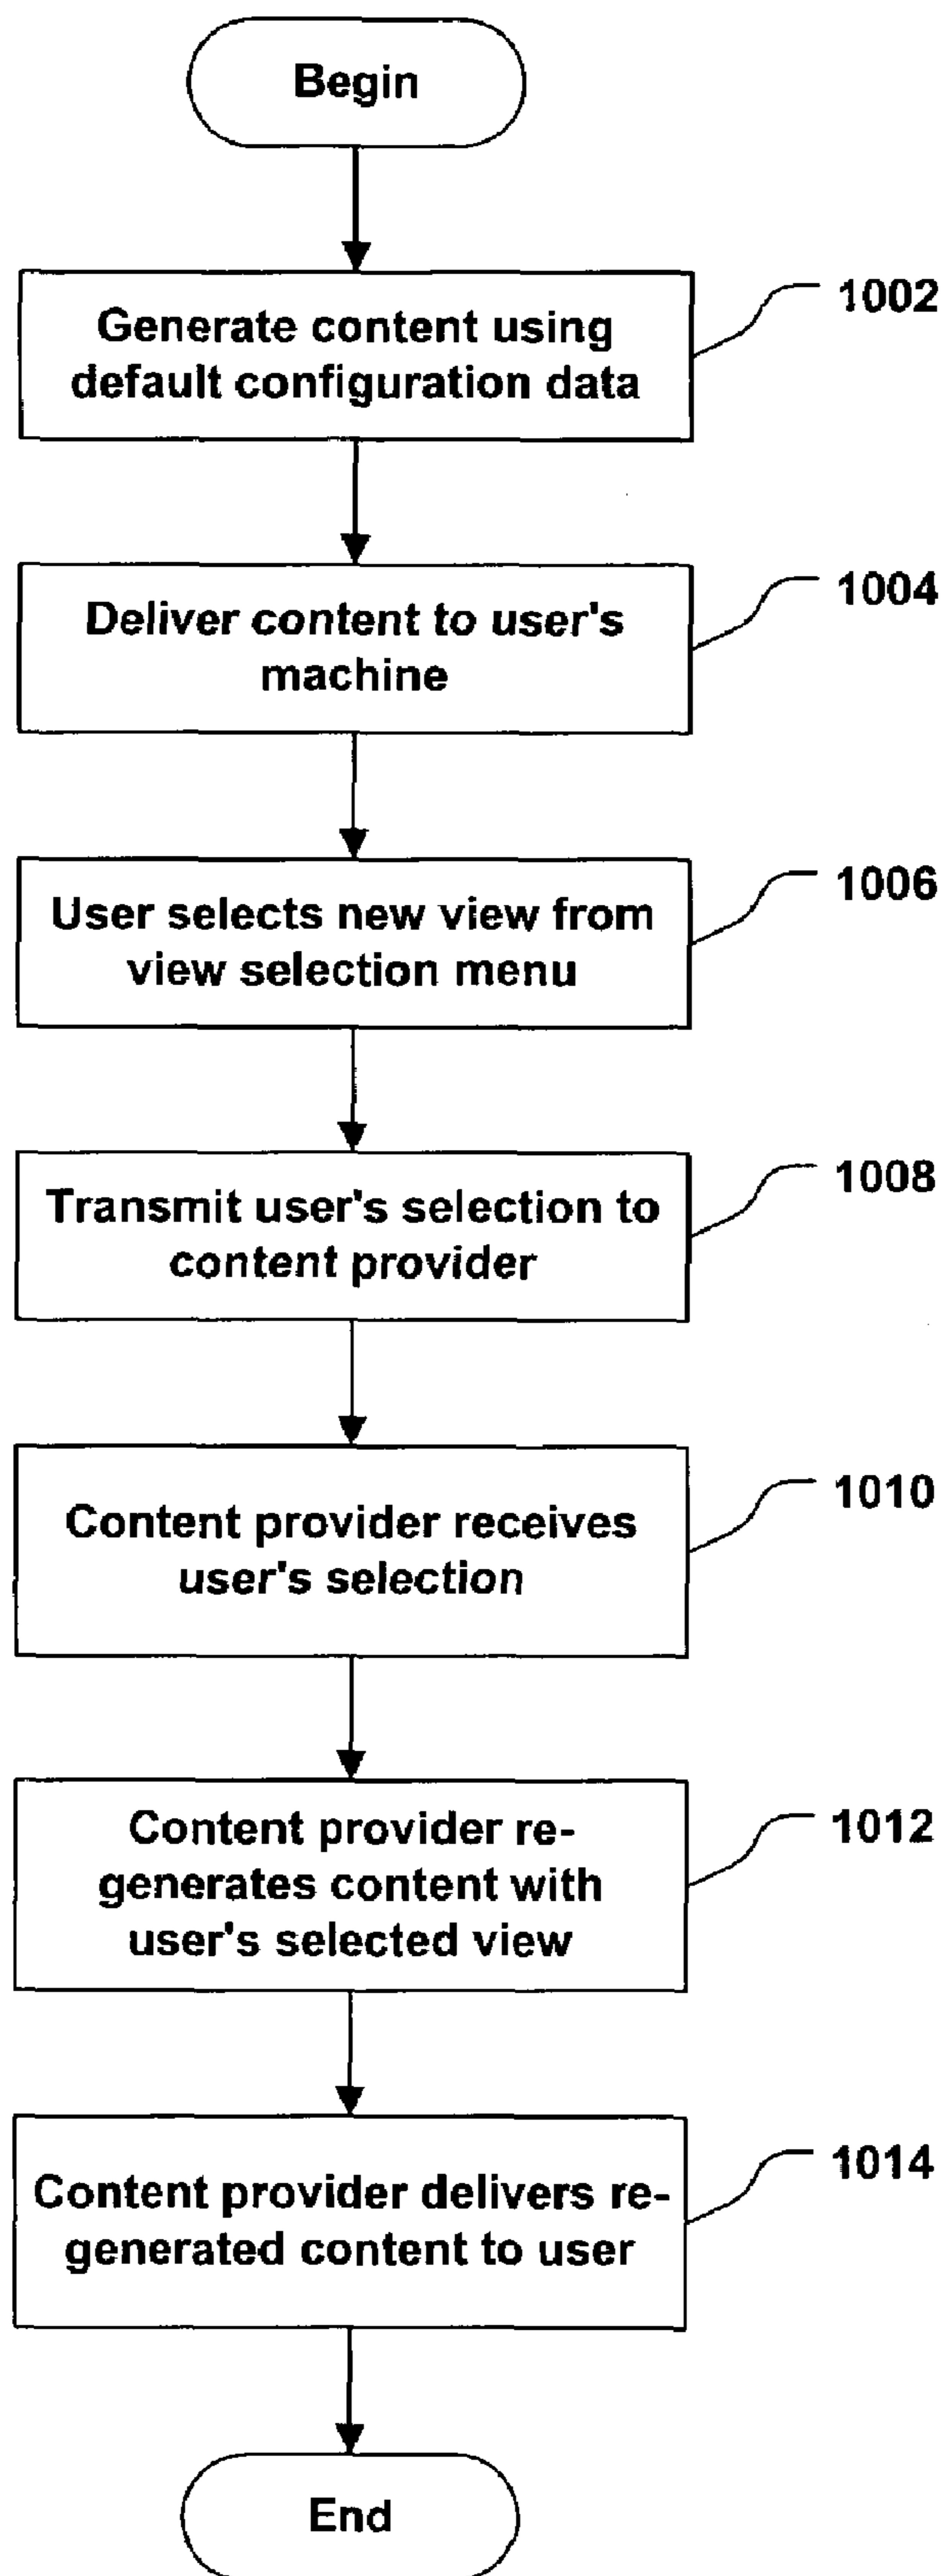 Begin
Generate content using
default configuration data
1002
Deliver content to user's
machine
1004
User selects new view from
view selection menu
1006
Transmit user's selection to
content provider
1008
Content provider receives
user's selection
1010
Content provider re-
generates content with
user's selected view
1012
Content provider delivers re-
generated content to user
1014
End